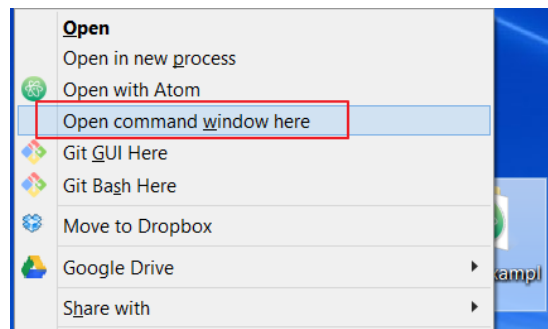 Open
Open in new process
Open with Atom
Open command window here
Git GUI Here
Git Bash Here
Move to Dropbox
Google Drive
Share with